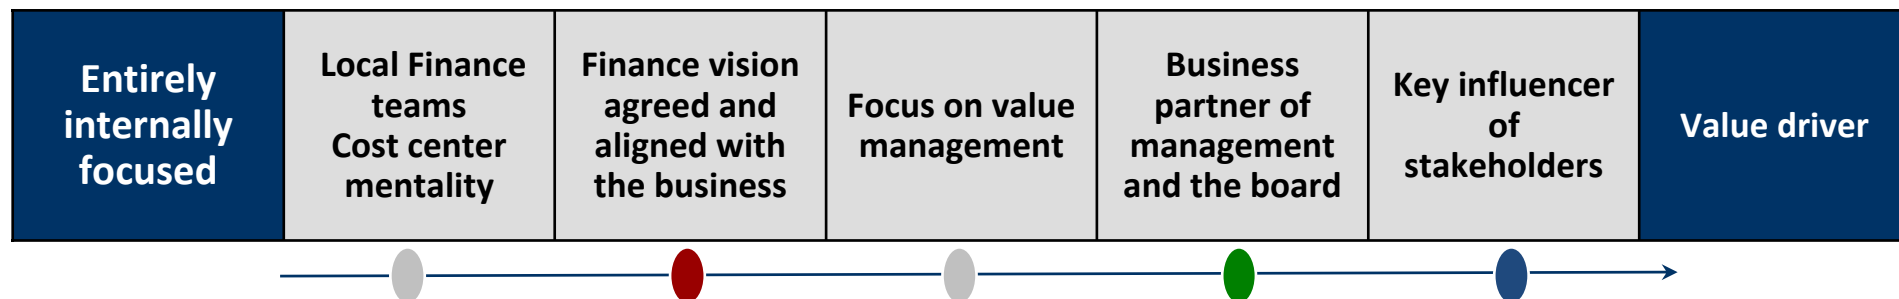 Entirely
internally
focused
Local Finance
teams
Cost center
mentality
Finance vision
agreed and
aligned with
the business
Focus on value
management
Business
partner of
management
and the board
Key influencer
of
stakeholders
Value driver